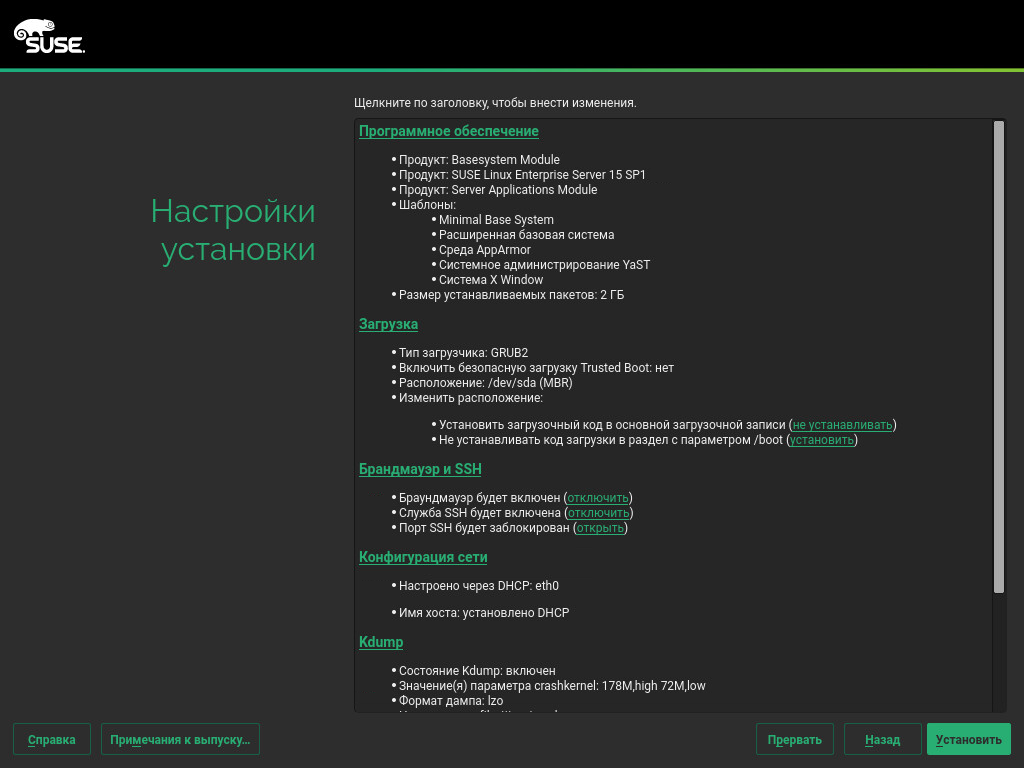 SUSE
Щелкните по заголовку, чтобы внести изменения.
Настройки
установки
Программное обеспечение
Продукт: Basesystem Module
Продукт: SUSE Linux Enterprise Server 15 SP1
Продукт: Server Applications Module
Шаблоны:
Minimal Base System
Расширенная базовая система
Среда AppArmor
Системное администрирование YaST
Система X Window
Размер устанавливаемых пакетов: 2 ГБ
Загрузка
Тип загрузчика: GRUB2
Включить безопасную загрузку Trusted Boot: нет
Расположение: /dev/sda (MBR)
Изменить расположение:
Установить загрузочный код в основной загрузочной записи (не устанавливать)
Не устанавливать код загрузки в раздел с параметром /boot (установить)
Брандмауэр и SSH
Браундмауэр будет включен (отключить)
Служба SSH будет включена (отключить)
Порт SSH будет заблокирован (открыть)
Конфигурация сети
Настроено через DHCP: eth0
Имя хоста: установлено DHCP
Kdump
Состояние Kdump: включен
Значение(я) параметра crashkernel: 178M,high 72M,low
Формат дампа: lzo
Справка
Примечания к выпуску...
Прервать
Назад
Установить